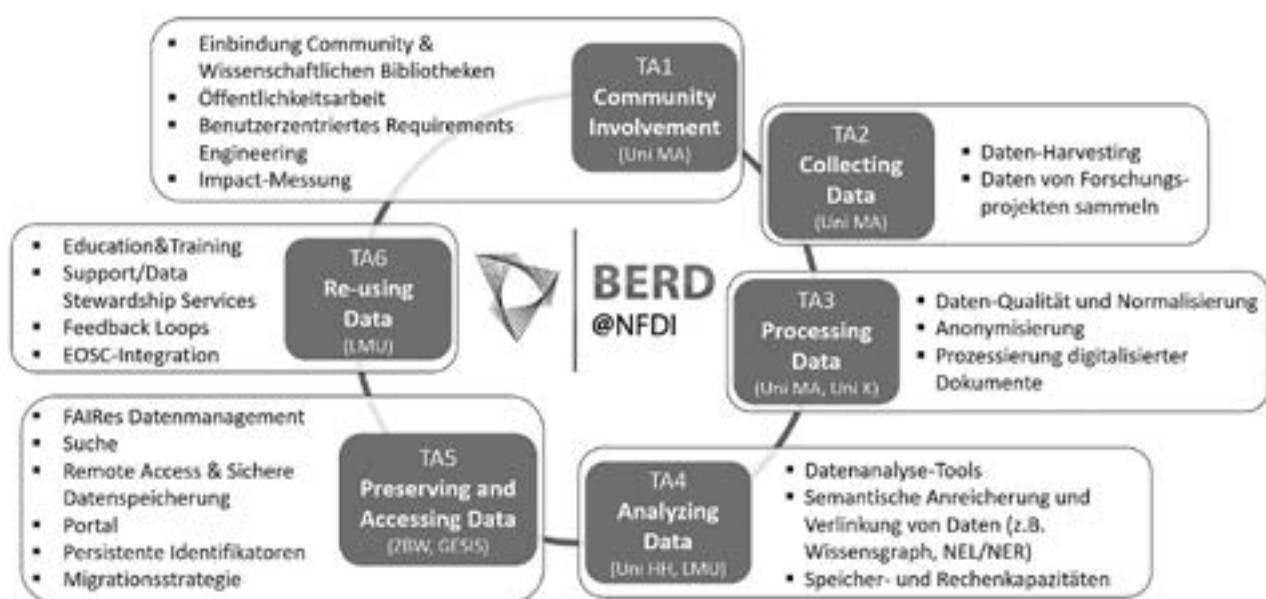 ▪ Einbindung Community &
Wissenschaftlichen Bibliotheken
▪ Öffentlichkeitsarbeit
▪ Benutzerzentriertes Requirements
Engineering
▪ Impact-Messung
TA1
Community
Involvement
(Uni MA)
TA2
Collecting
Data
(Uni MA)
▪ Daten-Harvesting
▪ Daten von Forschungs-
projekten sammeln
TA3
Processing
Data
(Uni MA, Uni K)
▪ Daten-Qualität und Normalisierung
▪ Anonymisierung
▪ Prozessierung digitalisierter
Dokumente
TA4
Analyzing
Data
(Uni HH, LMU)
▪ Datenanalyse-Tools
▪ Semantische Anreicherung und
Verlinkung von Daten (z.B.
Wissensgraph, NEL/NER)
▪ Speicher- und Rechenkapazitäten
▪ FAIRes Datenmanagement
▪ Suche
▪ Remote Access & Sichere
Datenspeicherung
▪ Portal
▪ Persistente Identifikatoren
▪ Migrationsstrategie
TA5
Preserving and
Accessing Data
(ZBW, GESIS)
▪ Education&Training
▪ Support/Data
Stewardship Services
▪ Feedback Loops
▪ EOSC-Integration
TA6
Re-using
Data
(LMU)
BERD
@NFDI